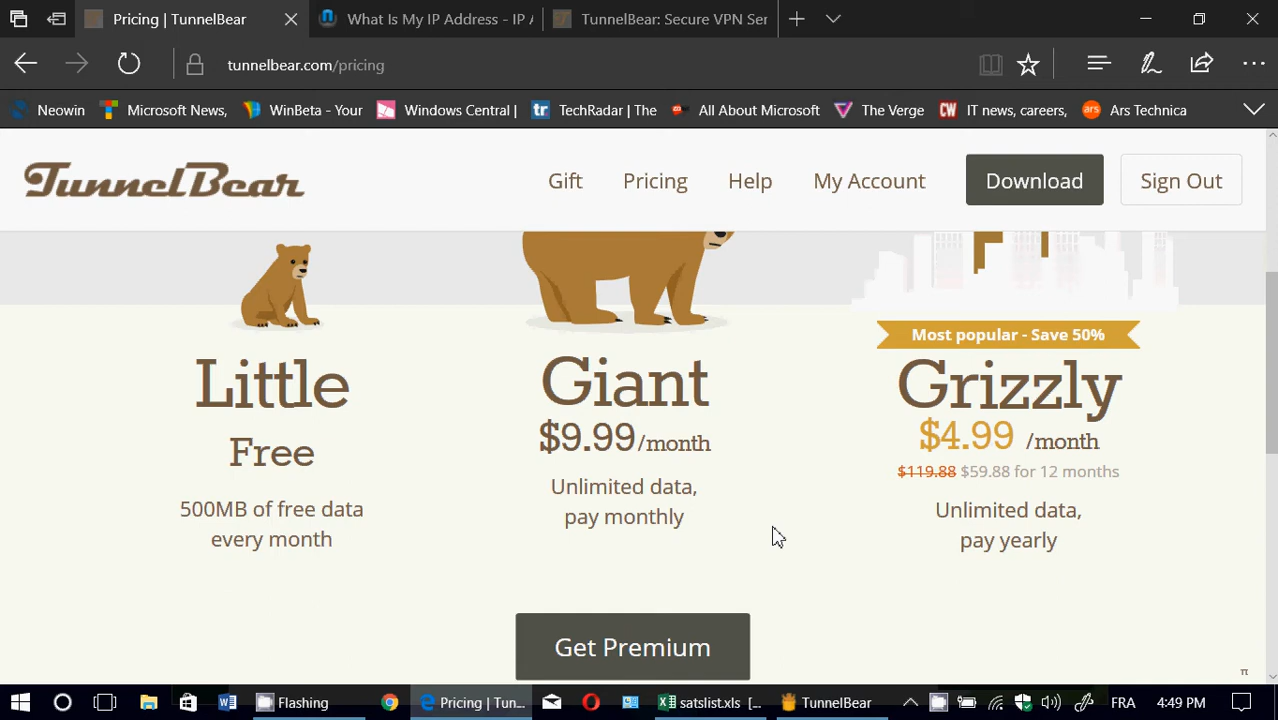 Pricing | TunnelBear
What Is My IP Address - IP A
TunnelBear: Secure VPN Ser
tunnelbear.com/pricing
Neowin
Microsoft News,
WinBeta - Your
Windows Central |
tr
TechRadar | The
All About Microsoft
The Verge
CW
IT news, careers,
ars
Ars Technica
TunnelBear
Gift
Pricing
Help
My Account
Download
Sign Out
Most popular - Save 50%
Little
Giant
Grizzly
Free
$9.99/month
$4.99 /month
$119.88 $59.88 for 12 months
500MB of free data
every month
Unlimited data,
pay monthly
Unlimited data,
pay yearly
Get Premium
π
Flashing
Pricing | Tun...
satslist.xls [...
TunnelBear
FR
4:49 PM